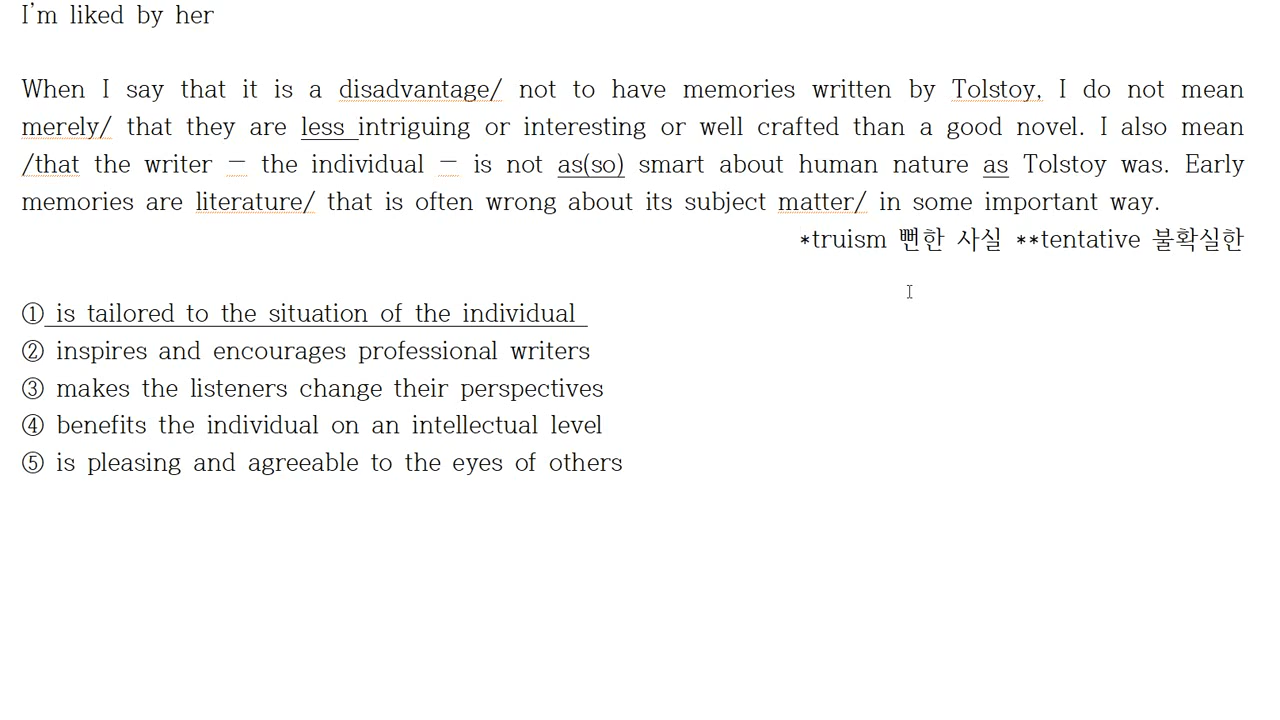 I'm liked by her
When I say that it is a disadvantage/ not to have memories written by Tolstoy, I do not mean
merely/ that they are less intriguing or interesting or well crafted than a good novel. I also mean
/that the writer ― the individual ― is not as(so) smart about human nature as Tolstoy was. Early
memories are literature/ that is often wrong about its subject matter/ in some important way.
*truism 뻔한 사실 **tentative 불확실한
① is tailored to the situation of the individual
② inspires and encourages professional writers
③ makes the listeners change their perspectives
④ benefits the individual on an intellectual level
⑤ is pleasing and agreeable to the eyes of others